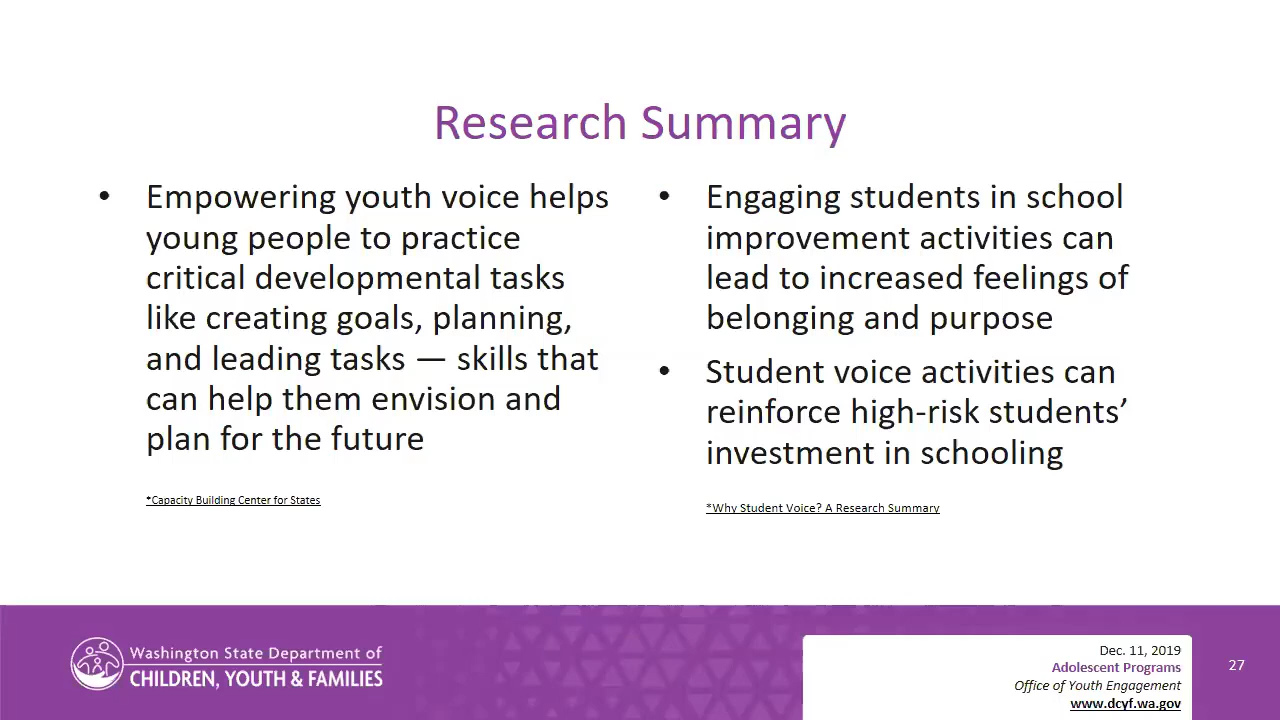 Research Summary
• Empowering youth voice helps
young people to practice
critical developmental tasks
like creating goals, planning,
and leading tasks — skills that
can help them envision and
plan for the future
*Capacity Building Center for States
• Engaging students in school
improvement activities can
lead to increased feelings of
belonging and purpose
• Student voice activities can
reinforce high-risk students’
investment in schooling
*Why Student Voice? A Research Summary
Washington State Department of
CHILDREN, YOUTH & FAMILIES
Dec. 11, 2019
Adolescent Programs
Office of Youth Engagement
www.dcyf.wa.gov
27